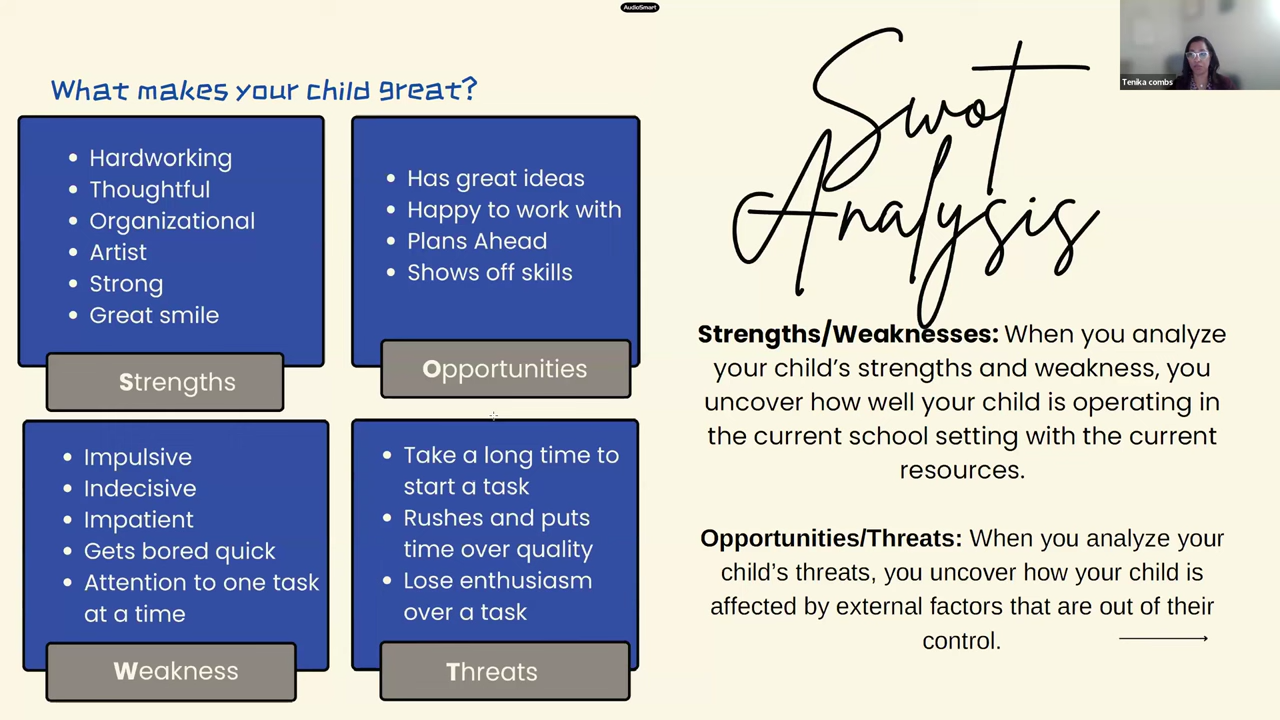 AudioSmart
Tenika combs
What makes your child great?
Hardworking
Thoughtful
Organizational
Artist
Strong
Great smile
Strengths
Has great ideas
Happy to work with
Plans Ahead
Shows off skills
Opportunities
Impulsive
Indecisive
Impatient
Gets bored quick
Attention to one task
at a time
Weakness
Take a long time to
start a task
Rushes and puts
time over quality
Lose enthusiasm
over a task
Threats
Swot
Analysis
Strengths/Weaknesses: When you analyze
your child’s strengths and weakness, you
uncover how well your child is operating in
the current school setting with the current
resources.
Opportunities/Threats: When you analyze your
child’s threats, you uncover how your child is
affected by external factors that are out of their
control.